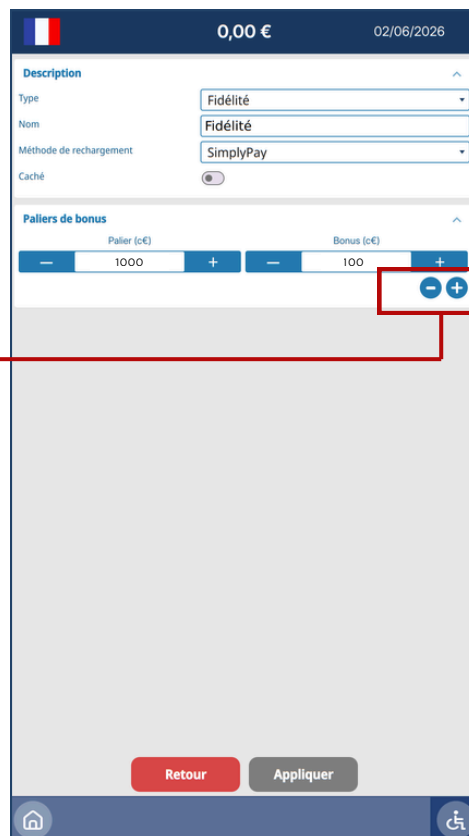 0,00 € 02/06/2026
Description
Type Fidélité
Nom Fidélité
Méthode de rechargement SimplyPay
Caché
Paliers de bonus
Palier (c€) Bonus (c€)
— 1000 + — 100 +
- +
Retour Appliquer